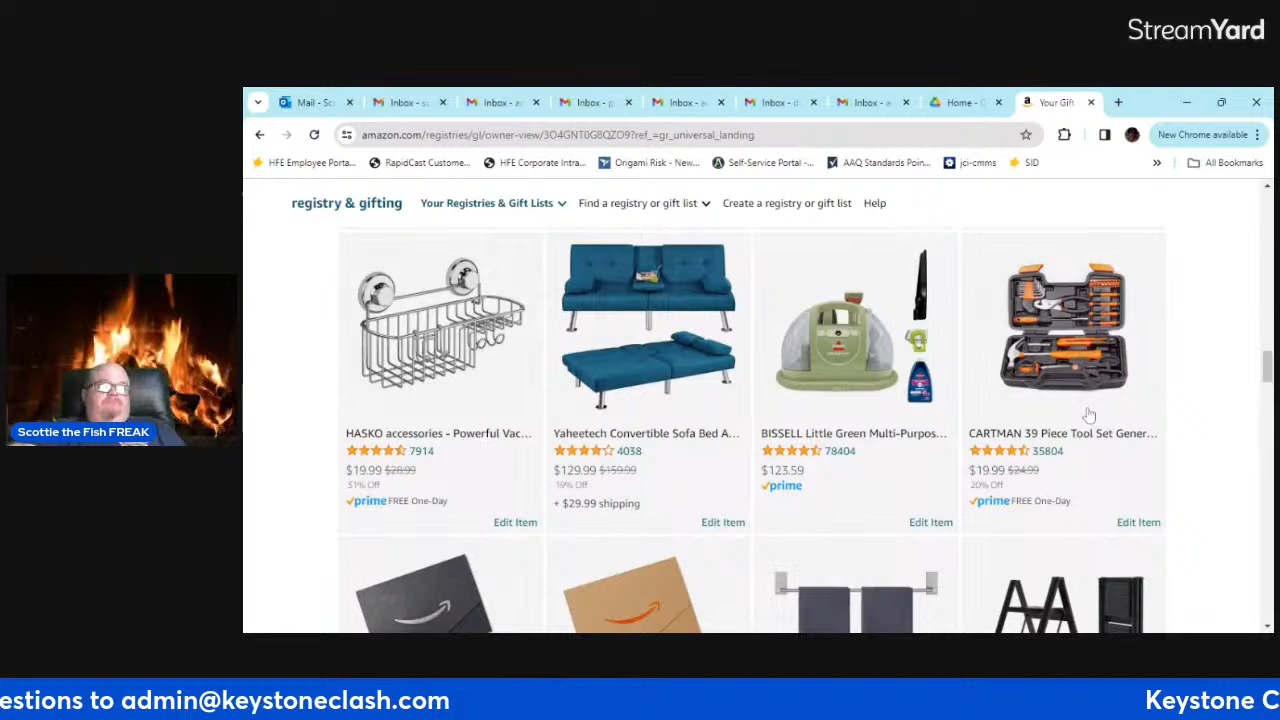 StreamYard
Mail - Sc
Inbox - s
Inbox - a
Inbox - p
Inbox - a
Inbox - d
Inbox - a
Home - G
Your Gift
amazon.com/registries/gl/owner-view/3O4GNT0G8QZO9?ref_=gr_universal_landing
New Chrome available
HFE Employee Porta...
RapidCast Custome...
HFE Corporate Intra...
Origami Risk - New...
Self-Service Portal -...
AAQ Standards Poin...
jci-cmms
SID
All Bookmarks
registry & gifting
Your Registries & Gift Lists
Find a registry or gift list
Create a registry or gift list
Help
HASKO accessories - Powerful Vac...
7914
$19.99 $28.99
31% Off
prime FREE One-Day
Edit Item
Yaheetech Convertible Sofa Bed A...
4038
$129.99 $159.99
19% Off
+ $29.99 shipping
Edit Item
BISSELL Little Green Multi-Purpos...
78404
$123.59
prime
Edit Item
CARTMAN 39 Piece Tool Set Gener...
35804
$19.99 $24.99
20% Off
prime FREE One-Day
Edit Item
Scottie the Fish FREAK
estions to admin@keystoneclash.com
Keystone C